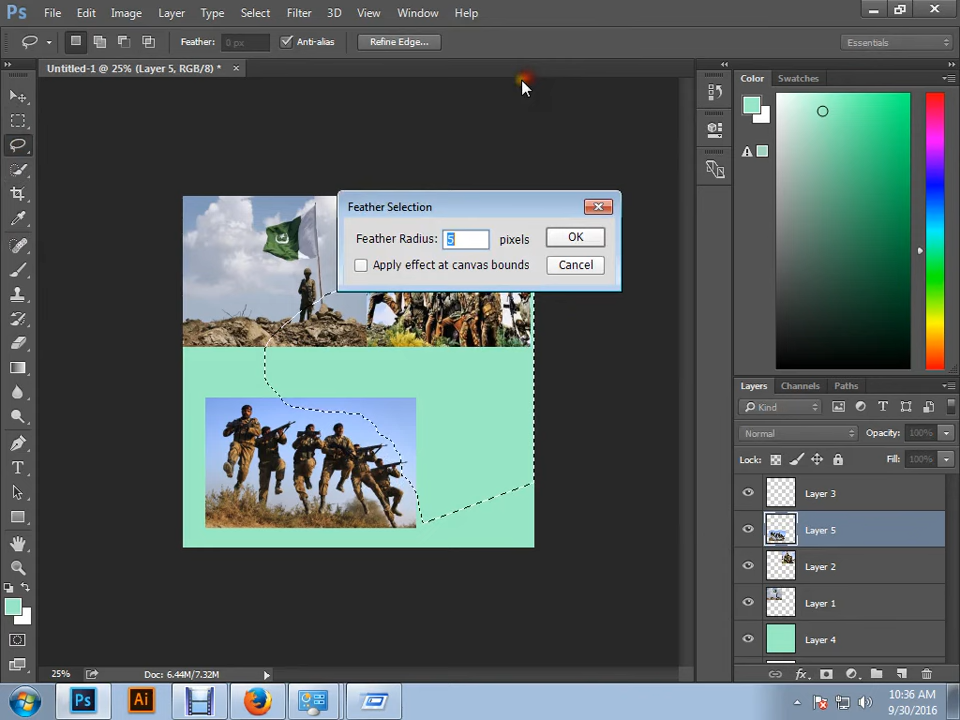 Ps File Edit Image Layer Type Select Filter 3D View Window Help
Feather: 0 px Anti-alias Refine Edge... Essentials
Untitled-1 @ 25% (Layer 5, RGB/8) * ×
Color Swatches
Feather Selection
Feather Radius: 5 pixels OK
Apply effect at canvas bounds Cancel
Layers Channels Paths
Kind
Normal Opacity: 100%
Lock: Fill: 100%
Layer 3
Layer 5
Layer 2
Layer 1
Layer 4
25% Doc: 6.44M/7.32M
Ps Ai 10:36 AM
9/30/2016